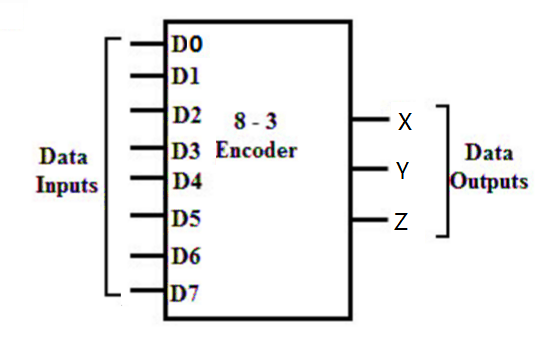 D0
D1
D2
D3
D4
D5
D6
D7
8 - 3
Encoder
Data
Inputs
X
Y
Z
Data
Outputs